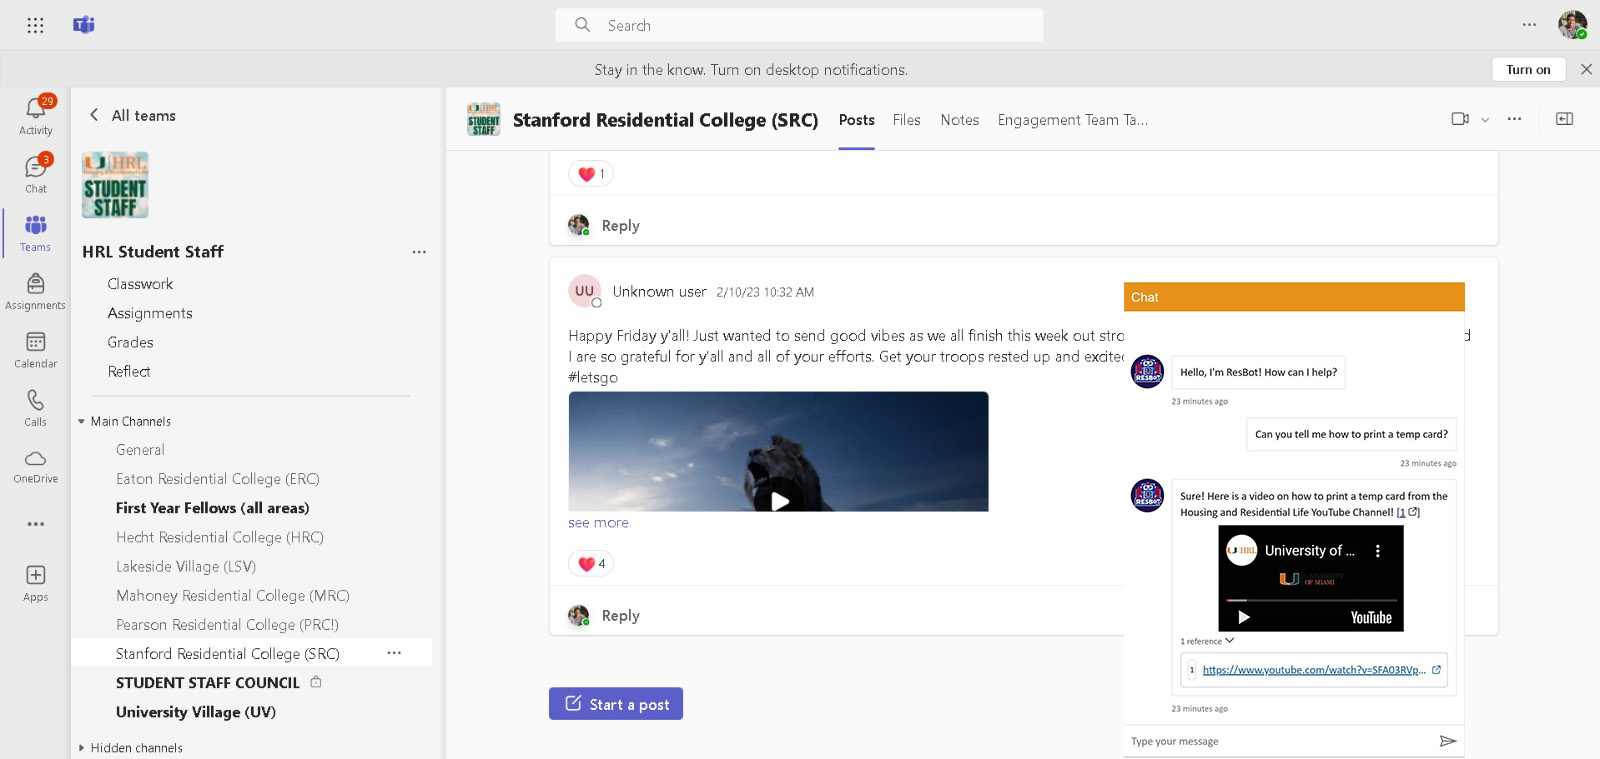 Search
Stay in the know. Turn on desktop notifications.
Turn on
29
Activity
3
Chat
Teams
Assignments
Calendar
Calls
OneDrive
Apps
All teams
U HRL
STUDENT
STAFF
HRL Student Staff
Classwork
Assignments
Grades
Reflect
Main Channels
General
Eaton Residential College (ERC)
First Year Fellows (all areas)
Hecht Residential College (HRC)
Lakeside Village (LSV)
Mahoney Residential College (MRC)
Pearson Residential College (PRC!)
Stanford Residential College (SRC)
STUDENT STAFF COUNCIL
University Village (UV)
Hidden channels
STUDENT
STAFF
Stanford Residential College (SRC)
Posts
Files
Notes
Engagement Team Ta...
1
Reply
UU
Unknown user 2/10/23 10:32 AM
Happy Friday y'all! Just wanted to send good vibes as we all finish this week out stro
I are so grateful for y'all and all of your efforts. Get your troops rested up and excited
#letsgo
see more
4
Reply
Start a post
Chat
RESBOT
Hello, I'm ResBot! How can I help?
23 minutes ago
Can you tell me how to print a temp card?
23 minutes ago
RESBOT
Sure! Here is a video on how to print a temp card from the
Housing and Residential Life YouTube Channel! [1]
U HRL
University of ...
UNIVERSITY
OF MIAMI
YouTube
1 reference
1 https://www.youtube.com/watch?v=SFA03RVp...
23 minutes ago
Type your message